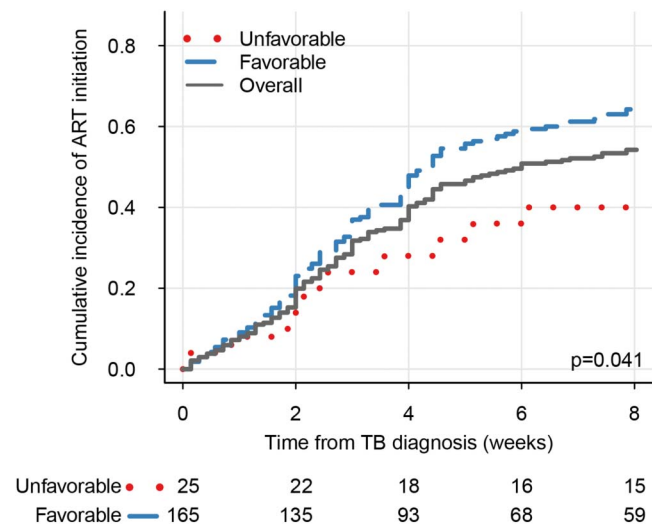 Cumulative incidence of ART initiation
0.8
0.6
0.4
0.2
0.0
Unfavorable
Favorable
Overall
p=0.041
0 2 4 6 8
Time from TB diagnosis (weeks)
Unfavorable 25 22 18 16 15
Favorable 165 135 93 68 59